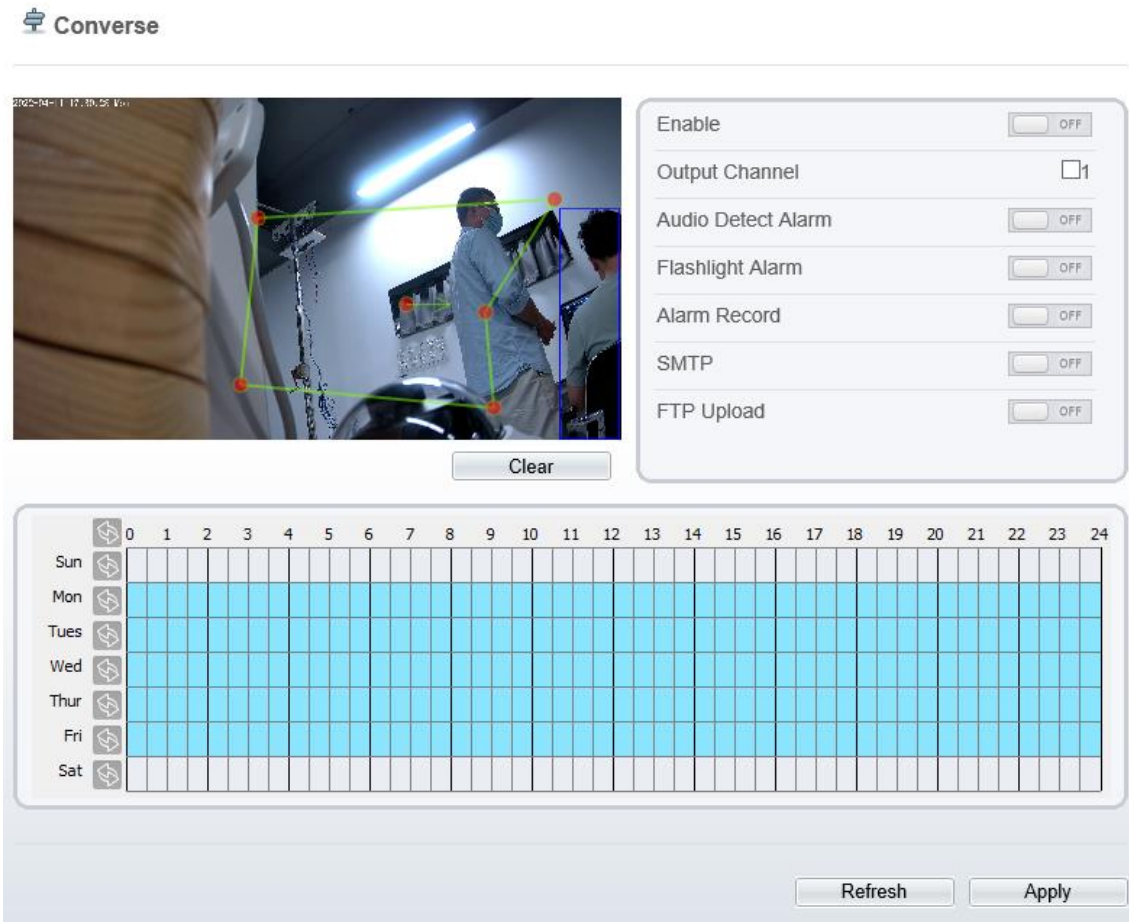 Converse
Enable OFF
Output Channel 1
Audio Detect Alarm OFF
Flashlight Alarm OFF
Alarm Record OFF
SMTP OFF
FTP Upload OFF
Clear
0 1 2 3 4 5 6 7 8 9 10 11 12 13 14 15 16 17 18 19 20 21 22 23 24
Sun
Mon
Tues
Wed
Thur
Fri
Sat
Refresh Apply